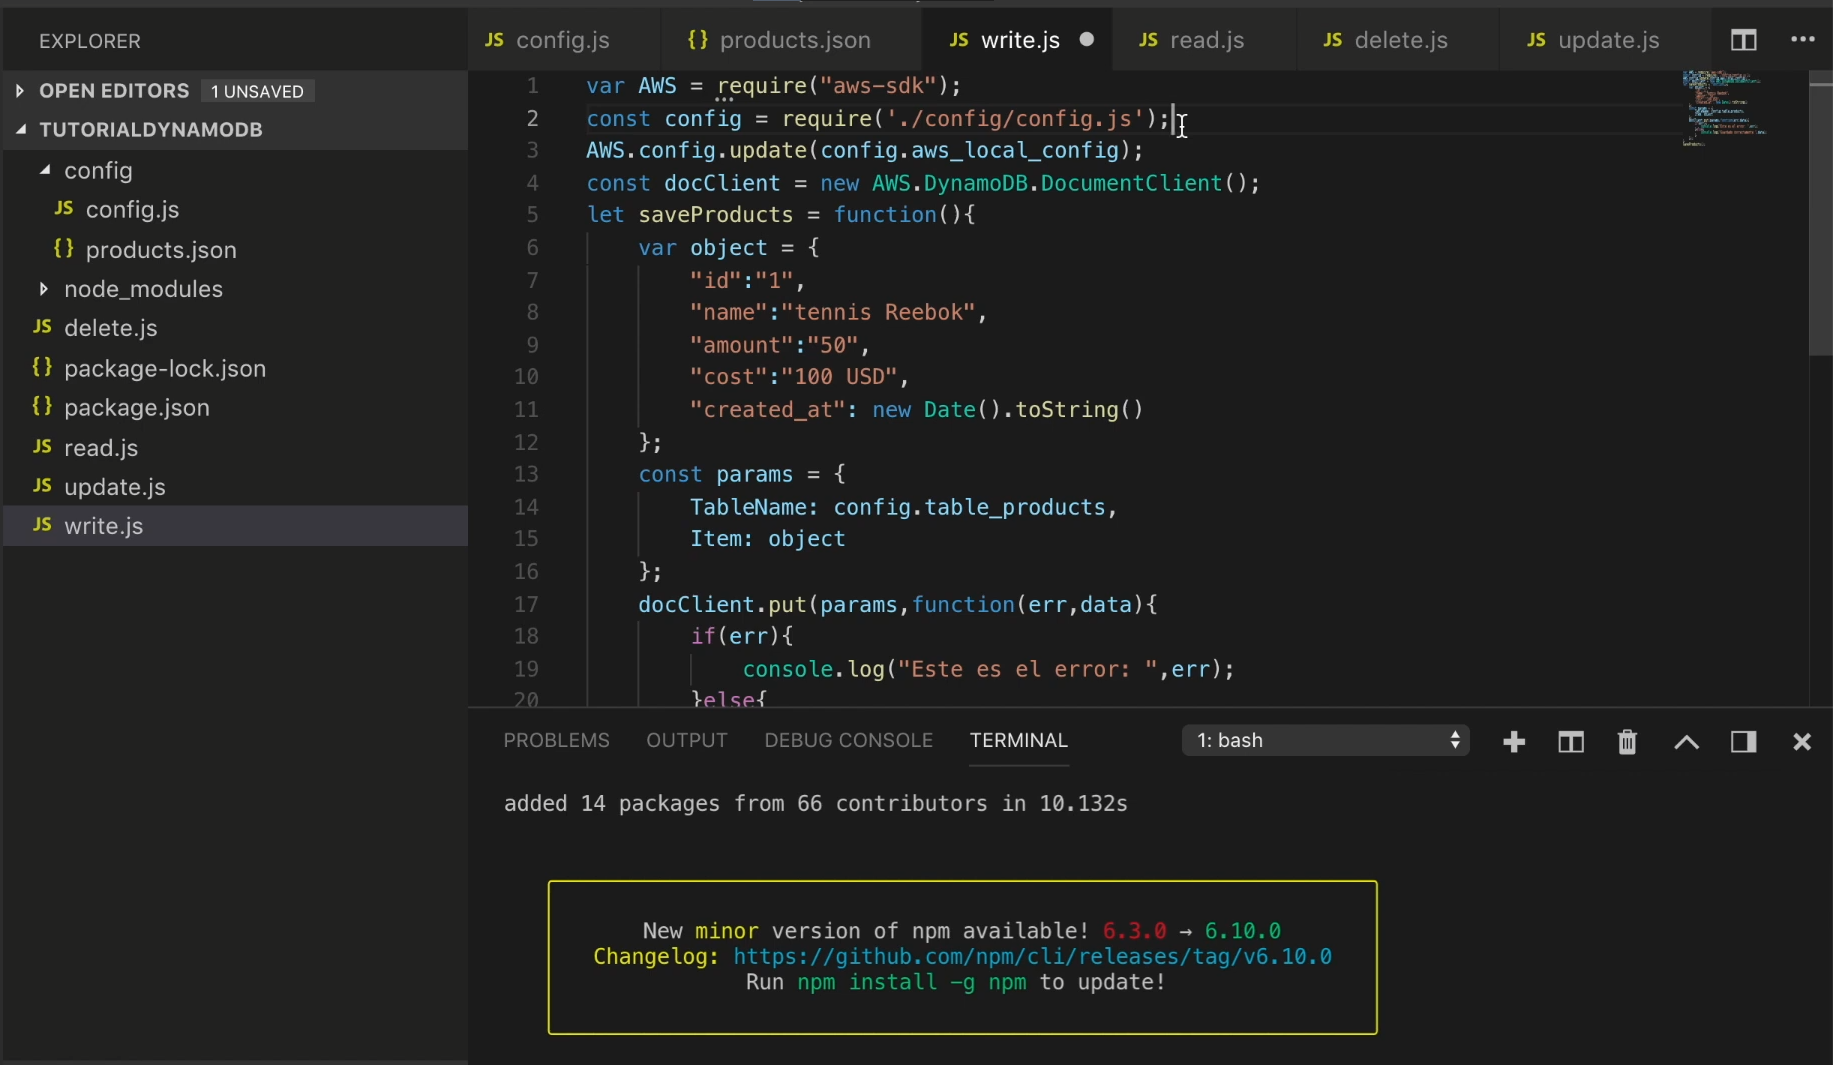 EXPLORER
OPEN EDITORS 1 UNSAVED
TUTORIALDYNAMODB
config
JS config.js
{} products.json
node_modules
JS delete.js
{} package-lock.json
{} package.json
JS read.js
JS update.js
JS write.js
JS config.js {} products.json JS write.js JS read.js JS delete.js JS update.js
1 var AWS = require("aws-sdk");
2 const config = require('./config/config.js');
3 AWS.config.update(config.aws_local_config);
4 const docClient = new AWS.DynamoDB.DocumentClient();
5 let saveProducts = function(){
6 var object = {
7 "id":"1",
8 "name":"tennis Reebok",
9 "amount":"50",
10 "cost":"100 USD",
11 "created_at": new Date().toString()
12 };
13 const params = {
14 TableName: config.table_products,
15 Item: object
16 };
17 docClient.put(params,function(err,data){
18 if(err){
19 console.log("Este es el error: ",err);
20 }else{
PROBLEMS OUTPUT DEBUG CONSOLE TERMINAL 1: bash
added 14 packages from 66 contributors in 10.132s
New minor version of npm available! 6.3.0 → 6.10.0
Changelog: https://github.com/npm/cli/releases/tag/v6.10.0
Run npm install -g npm to update!